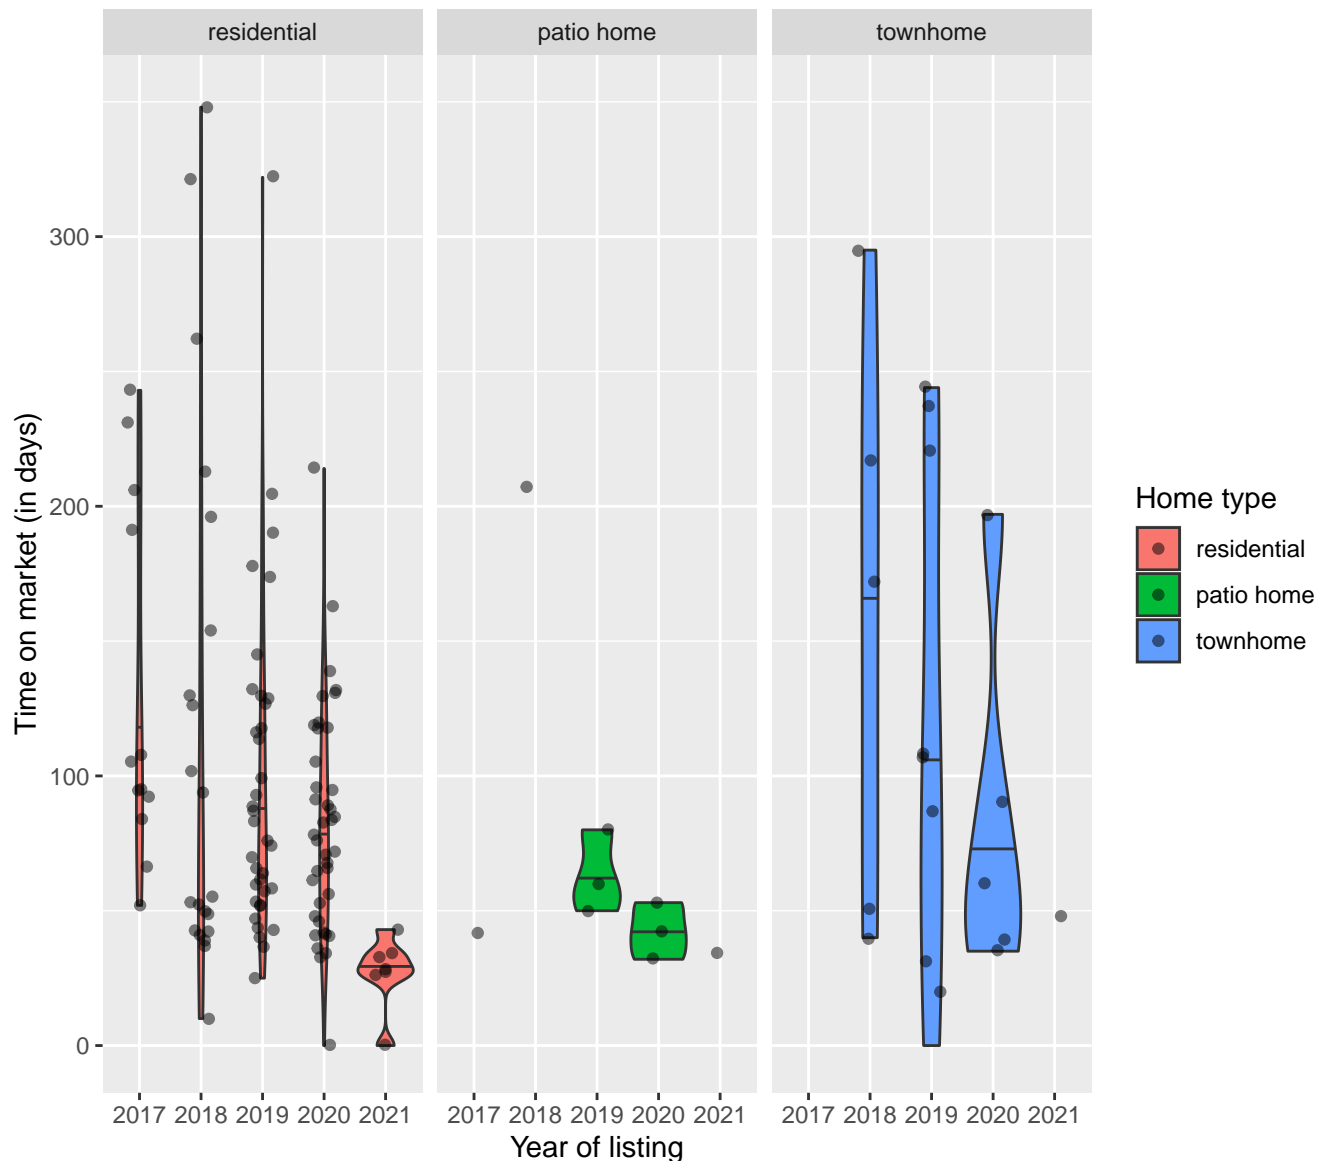 residential patio home townhome
300
200
100
0
Time on market (in days)
2017 2018 2019 2020 2021 2017 2018 2019 2020 2021 2017 2018 2019 2020 2021
Year of listing
Home type
residential
patio home
townhome